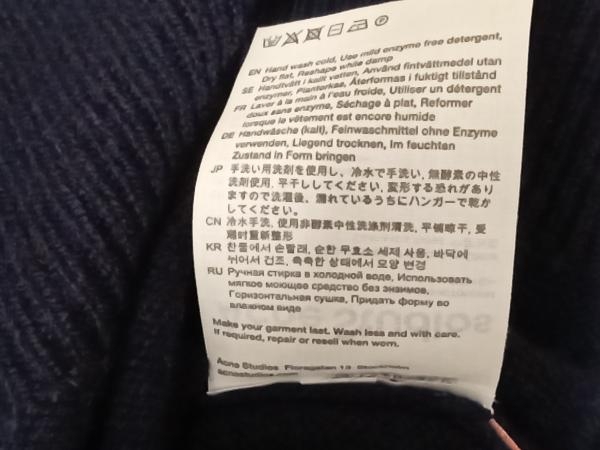 EN Hand wash cold, Use mild enzyme free detergent,
Dry flat, Reshape while damp
SE Handtvätt i kallt vatten, Använd fintvättmedel utan
enzymer, Plantorkas, Återformas i fuktigt tillstånd
FR Laver à la main à l'eau froide, Utiliser un détergent
doux sans enzyme, Séchage à plat, Reformer
lorsque le vêtement est encore humide
DE Handwäsche (kalt), Feinwaschmittel ohne Enzyme
verwenden, Liegend trocknen, Im feuchten
Zustand in Form bringen
JP 手洗い用洗剤を使用し、冷水で手洗い, 無酵素の中性
洗剤使用, 平干ししてください, 変形する恐れがあり
ますので洗濯後、濡れているうちにハンガーで乾か
してください。
CN 冷水手洗, 使用非酵素中性洗涤剂清洗, 平铺晾干, 受
潮时重新整形
KR 찬물에서 손빨래, 순한 무효소 세제 사용, 바닥에
뉘어서 건조, 축축한 상태에서 모양 변경
RU Ручная стирка в холодной воде, Использовать
мягкое моющее средство без энзимов,
Горизонтальная сушка, Придать форму во
влажном виде
Make your garment last. Wash less and with care.
If required, repair or resell when worn.
Acne Studios Floragatan 13 Stockholm
acnestudios.com